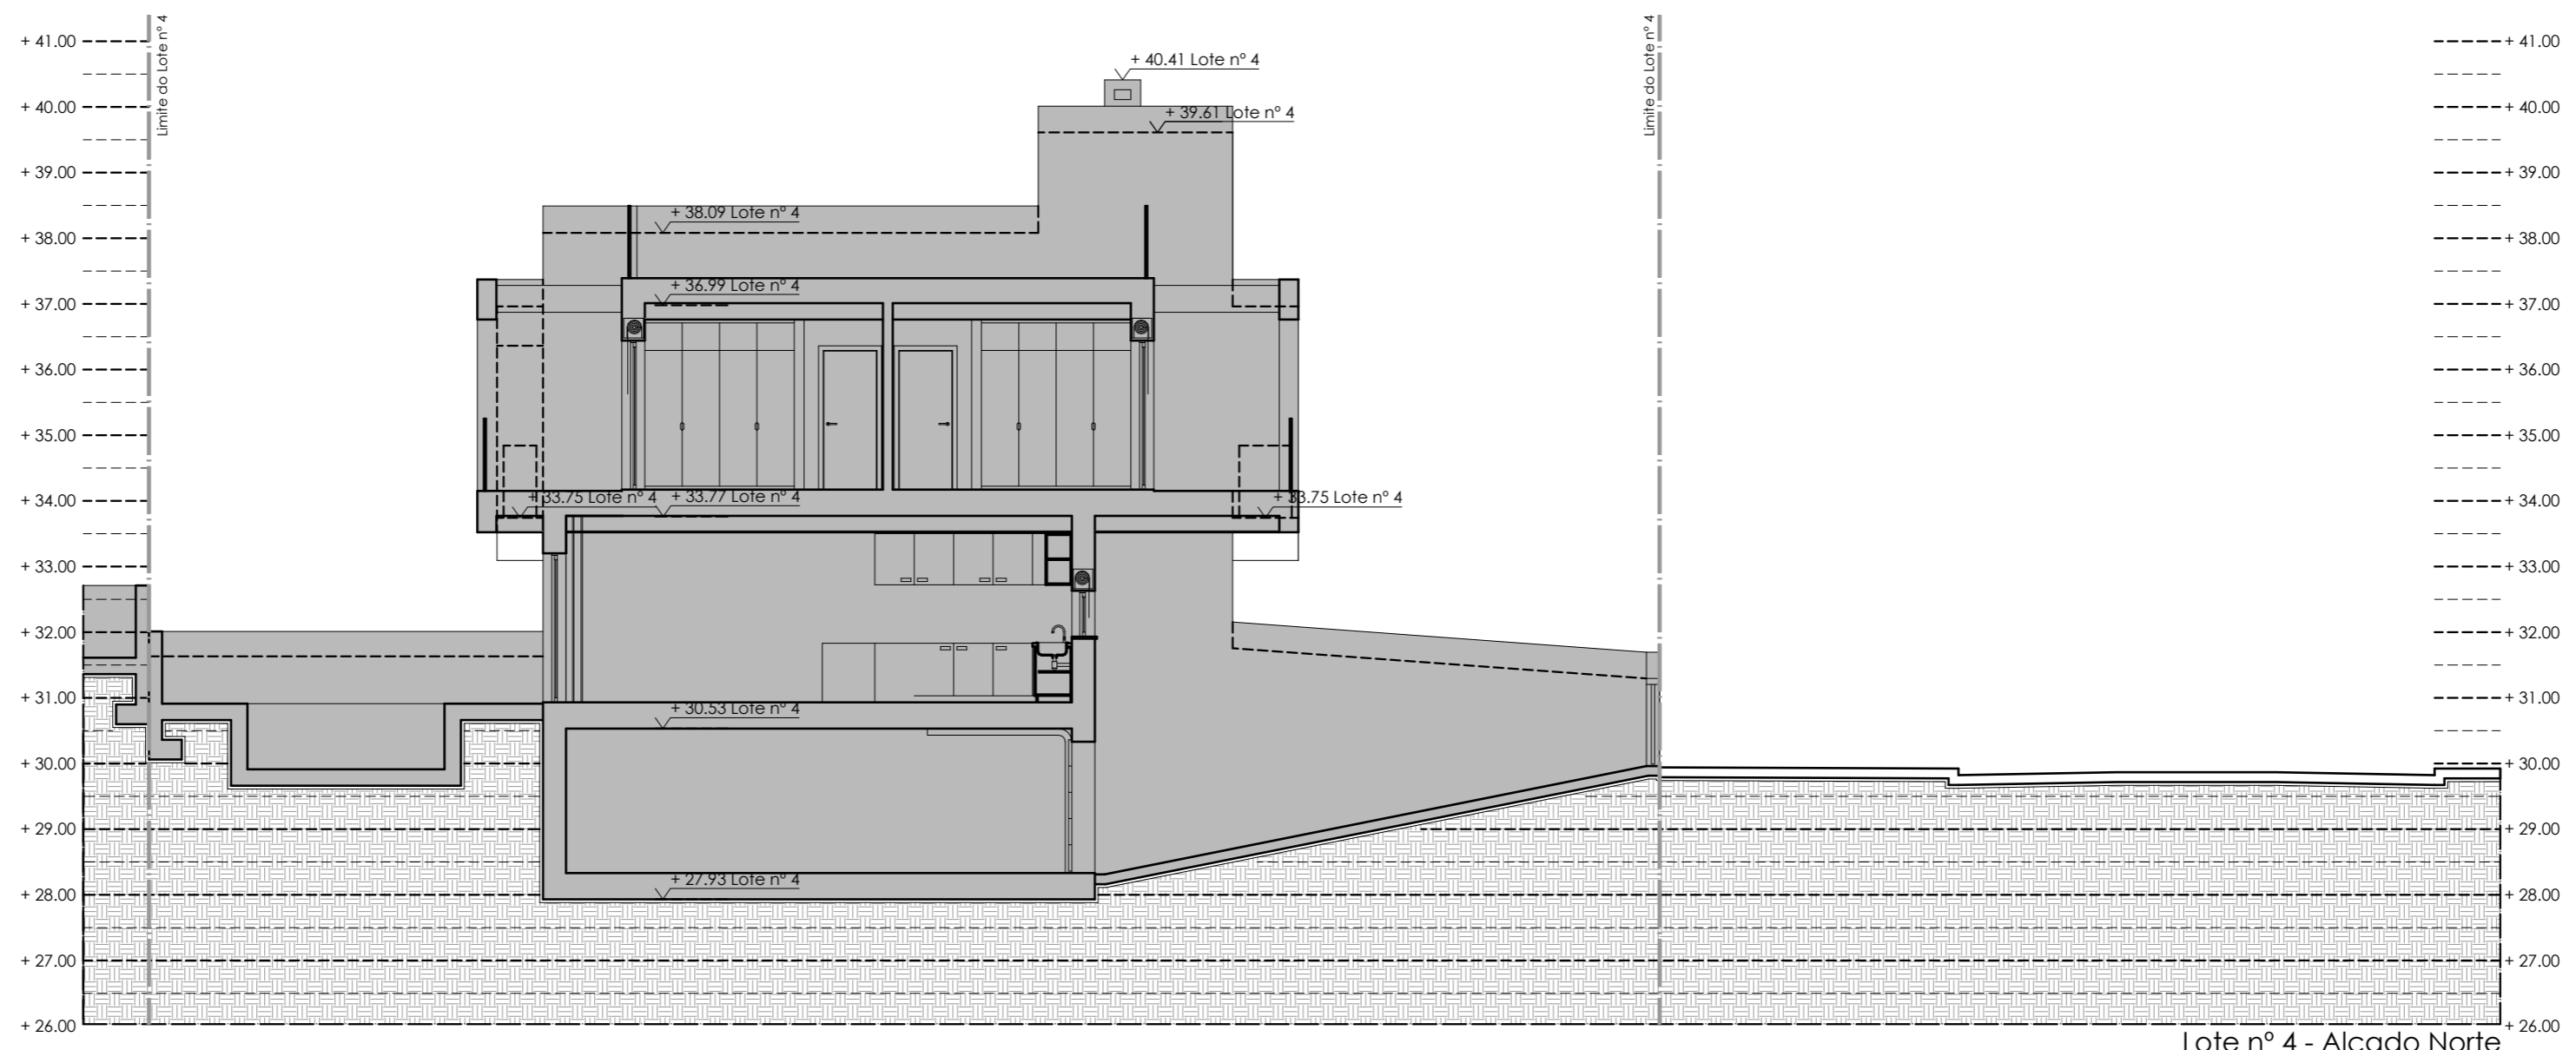 Limite do Lote nº 4
Limite do Lote nº 4
+ 41.00
+ 41.00
+ 40.41 Lote nº 4
+ 40.00
+ 40.00
+ 39.61 Lote nº 4
+ 39.00
+ 39.00
+ 38.09 Lote nº 4
+ 38.00
+ 38.00
+ 36.99 Lote nº 4
+ 37.00
+ 37.00
+ 36.00
+ 36.00
+ 35.00
+ 35.00
+ 34.00
+ 33.75 Lote nº 4
+ 33.77 Lote nº 4
+ 33.75 Lote nº 4
+ 34.00
+ 33.00
+ 33.00
+ 32.00
+ 32.00
+ 31.00
+ 31.00
+ 30.53 Lote nº 4
+ 30.00
+ 30.00
+ 29.00
+ 29.00
+ 27.93 Lote nº 4
+ 28.00
+ 28.00
+ 27.00
+ 27.00
+ 26.00
+ 26.00
Lote nº 4 - Alçado Norte